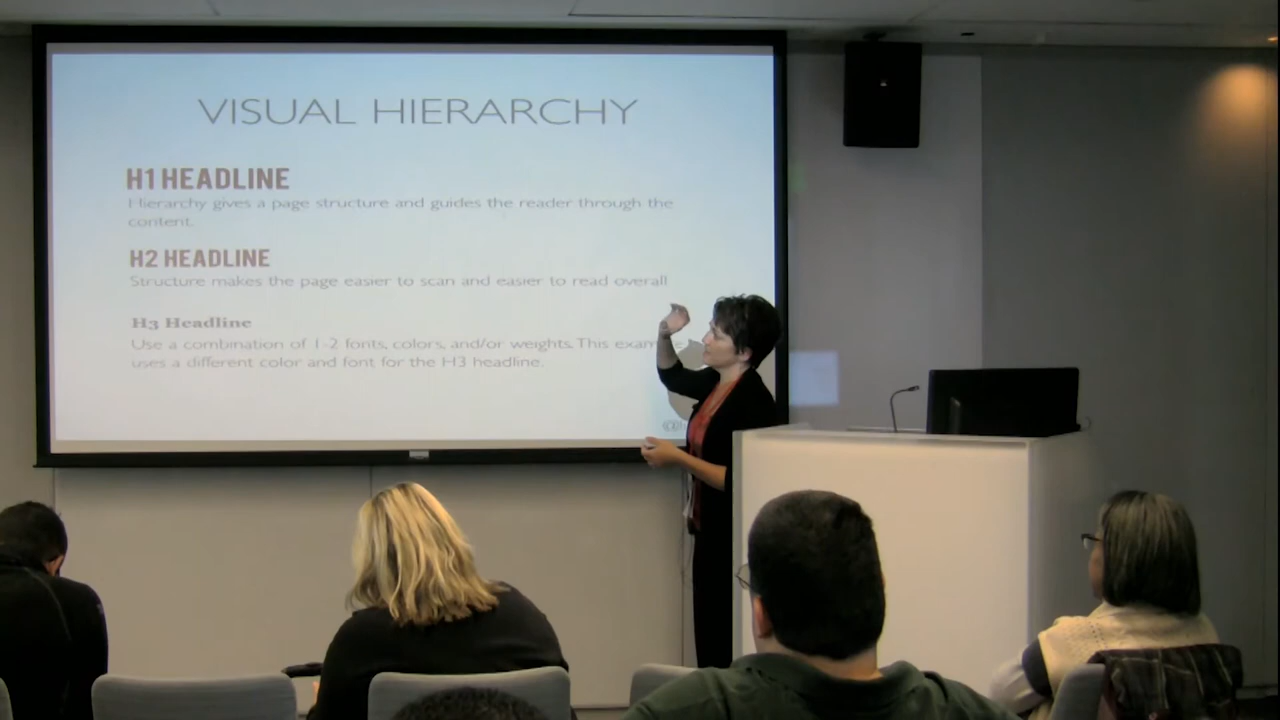 VISUAL HIERARCHY
H1 HEADLINE
Hierarchy gives a page structure and guides the reader through the
content.
H2 HEADLINE
Structure makes the page easier to scan and easier to read overall
H3 Headline
Use a combination of 1-2 fonts, colors, and/or weights. This
uses a different color and font for the H3 headline.